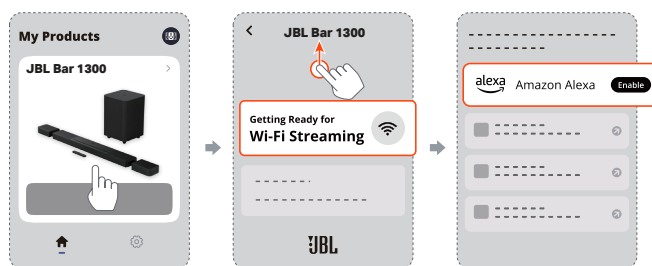 My Products
JBL Bar 1300
JBL Bar 1300
Getting Ready for
Wi-Fi Streaming
JBL
alexa
Amazon Alexa
Enable